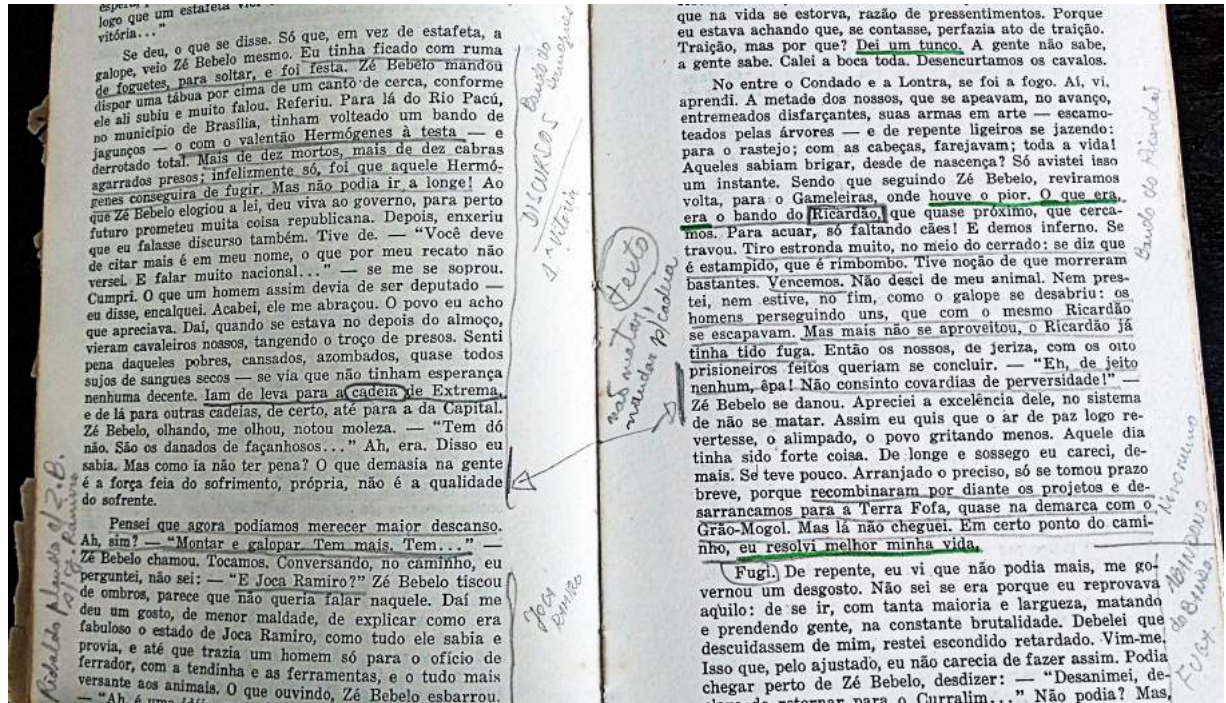 logo que um estafeta
vitória..."
Se deu, o que se disse. Só que, em vez de estafeta, a
galope, veio Zé Bebelo mesmo. Eu tinha ficado com ruma
de foguetes, para soltar, e foi festa. Zé Bebelo mandou
dispor uma tábua por cima de um canto de cerca, conforme
ele ali subiu e muito falou. Referiu. Para lá do Rio Pacú,
no município de Brasília, tinham volteado um bando de
jagunços — o com o valentão Hermógenes à testa — e
derrotado total. Mais de dez mortos, mais de dez cabras
agarrados presos; infelizmente só, foi que aquele Hermó-
genes conseguira de fugir. Mas não podia ir a longe! Ao
que Zé Bebelo elogiou a lei, deu viva ao governo, para perto
futuro prometeu muita coisa republicana. Depois, enxeriu
que eu falasse discurso também. Tive de. — "Você deve
de citar mais é em meu nome, o que por meu recato não
versei. E falar muito nacional..." — se me se soprou.
Cumpri. O que um homem assim devia de ser deputado —
eu disse, encalquei. Acabei, ele me abraçou. O povo eu acho
que apreciava. Daí, quando se estava no depois do almoço,
vieram cavaleiros nossos, tangendo o troço de presos. Senti
pena daqueles pobres, cansados, azombados, quase todos
sujos de sangues secos — se via que não tinham esperança
nenhuma decente. Iam de leva para a cadeia de Extrema,
e de lá para outras cadeias, de certo, até para a da Capital.
Zé Bebelo, olhando, me olhou, notou moleza. — "Tem dó
não. São os danados de façanhosos..." Ah, era. Disso eu
sabia. Mas como ia não ter pena? O que demasia na gente
é a força feia do sofrimento, própria, não é a qualidade
do sofrente.
Pensei que agora podíamos merecer maior descanso.
Ah, sim? — "Montar e galopar. Tem mais. Tem..." —
Zé Bebelo chamou. Tocamos. Conversando, no caminho, eu
perguntei, não sei: — "E Joca Ramiro?" Zé Bebelo tiscou
de ombros, parece que não queria falar naquele. Daí me
deu um gosto, de menor maldade, de explicar como era
fabuloso o estado de Joca Ramiro, como tudo ele sabia e
provia, e até que trazia um homem só para o ofício de
ferrador, com a tendinha e as ferramentas, e o tudo mais
versante aos animais. O que ouvindo, Zé Bebelo esbarrou.
Bando do Hermógenes
DISCURSOS
1ª Vitória
Joca Ramiro
texto
não matar,
mandar p/ cadeia
que na vida se estorva, razão de pressentimentos. Porque
eu estava achando que, se contasse, perfazia ato de traição.
Traição, mas por que? Dei um tunco. A gente não sabe,
a gente sabe. Calei a boca toda. Desencurtamos os cavalos.
No entre o Condado e a Lontra, se foi a fogo. Aí, vi,
aprendi. A metade dos nossos, que se apeavam, no avanço,
entremeados disfarçantes, suas armas em arte — escamo-
teados pelas árvores — e de repente ligeiros se jazendo:
para o rastejo; com as cabeças, farejavam; toda a vida!
Aqueles sabiam brigar, desde de nascença? Só avistei isso
um instante. Sendo que seguindo Zé Bebelo, reviramos
volta, para o Gameleiras, onde houve o pior. O que era,
era o bando do Ricardão, que quase próximo, que cerca-
mos. Para acuar, só faltando cães! E demos inferno. Se
travou. Tiro estronda muito, no meio do cerrado: se diz que
é estampido, que é rimbombo. Tive noção de que morreram
bastantes. Vencemos. Não desci de meu animal. Nem pres-
tei, nem estive, no fim, como o galope se desabriu: os
homens perseguindo uns, que com o mesmo Ricardão
se escapavam. Mas mais não se aproveitou, o Ricardão já
tinha tido fuga. Então os nossos, de jeriza, com os oito
prisioneiros feitos queriam se concluir. — "Eh, de jeito
nenhum, êpa! Não consinto covardias de perversidade!" —
Zé Bebelo se danou. Apreciei a excelência dele, no sistema
de não se matar. Assim eu quis que o ar de paz logo re-
vertesse, o alimpado, o povo gritando menos. Aquele dia
tinha sido forte coisa. De longe e sossego eu careci, de-
mais. Se teve pouco. Arranjado o preciso, só se tomou prazo
breve, porque recombinaram por diante os projetos e de-
sarrancamos para a Terra Fofa, quase na demarca com o
Grão-Mogol. Mas lá não cheguei. Em certo ponto do cami-
nho, eu resolvi melhor minha vida.
Fugi. De repente, eu vi que não podia mais, me go-
vernou um desgosto. Não sei se era porque eu reprovava
aquilo: de se ir, com tanta maioria e largueza, matando
e prendendo gente, na constante brutalidade. Debelei que
descuidassem de mim, restei escondido retardado. Vim-me.
Isso que, pelo ajustado, eu não carecia de fazer assim. Podia
chegar perto de Zé Bebelo, desdizer: — "Desanimei, de-
retornar para o Curralim..." Não podia? Mas,
Bando do Ricardão
ABANDONO
do Bando,